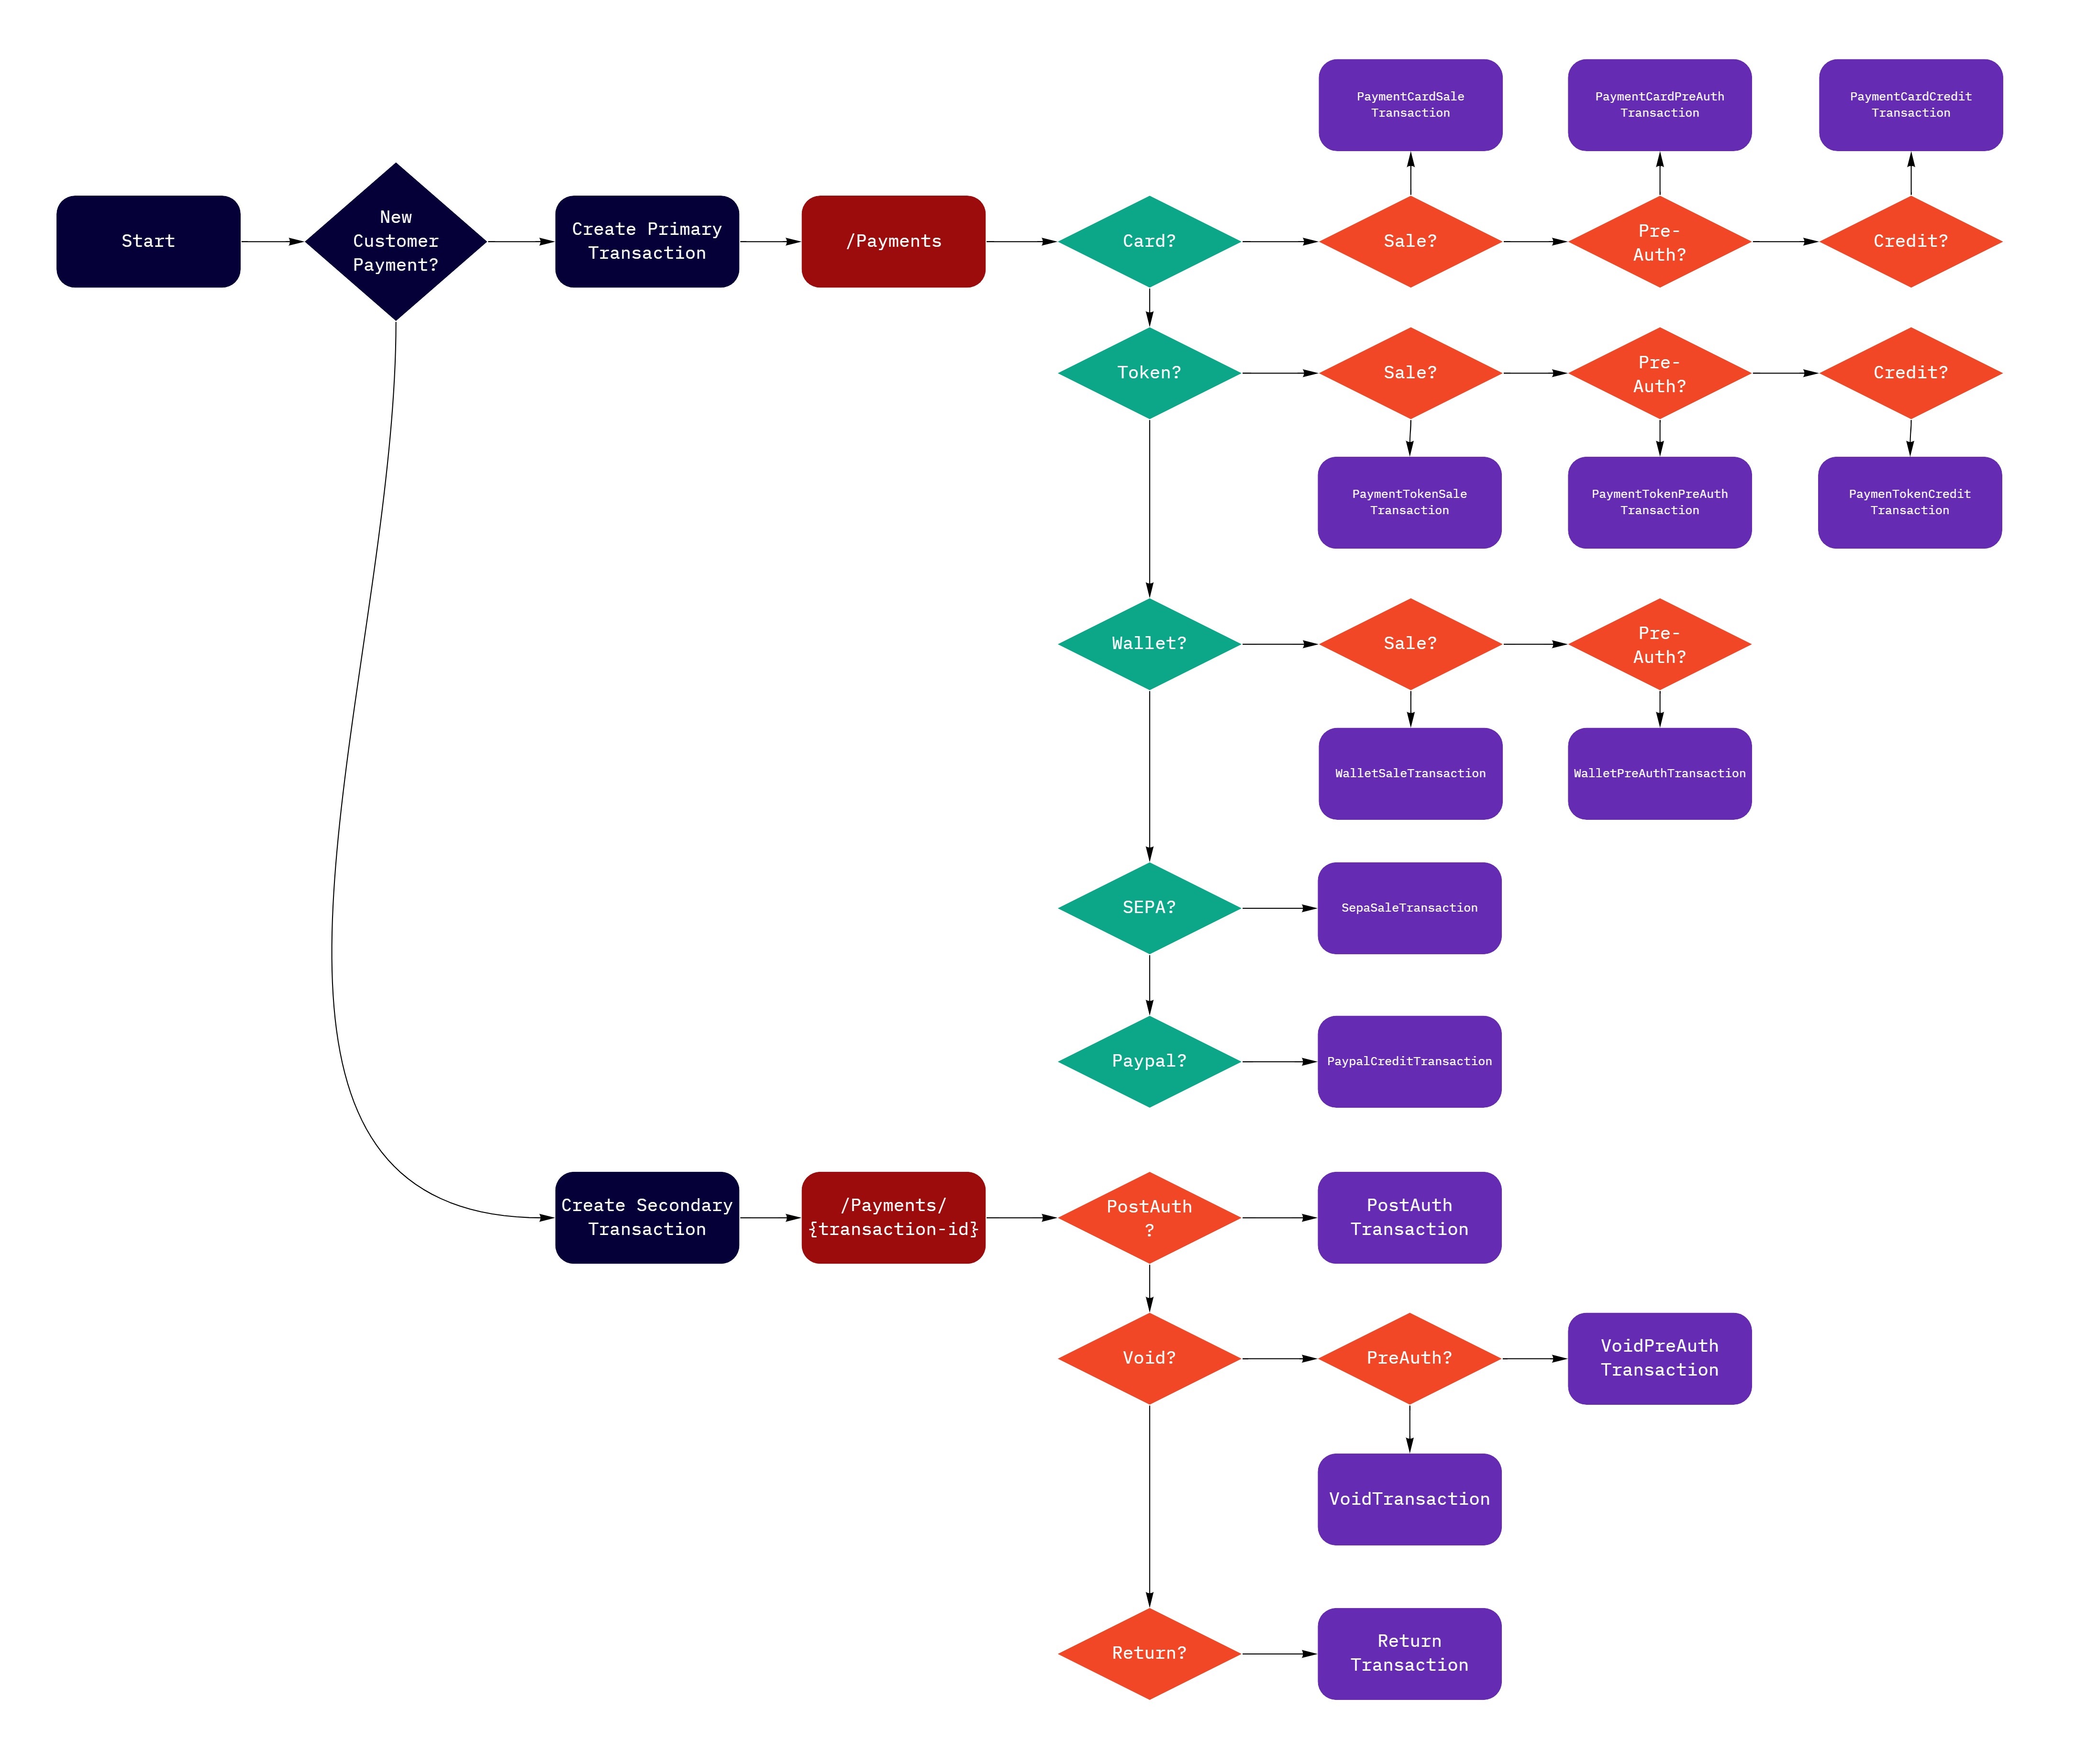 PaymentCardSale
Transaction
PaymentCardPreAuth
Transaction
PaymentCardCredit
Transaction
Start
New
Customer
Payment?
Create Primary
Transaction
/Payments
Card?
Sale?
Pre-
Auth?
Credit?
Token?
Sale?
Pre-
Auth?
Credit?
PaymentTokenSale
Transaction
PaymentTokenPreAuth
Transaction
PaymenTokenCredit
Transaction
Wallet?
Sale?
Pre-
Auth?
WalletSaleTransaction
WalletPreAuthTransaction
SEPA?
SepaSaleTransaction
Paypal?
PaypalCreditTransaction
Create Secondary
Transaction
/Payments/
{transaction-id}
PostAuth
?
PostAuth
Transaction
Void?
PreAuth?
VoidPreAuth
Transaction
VoidTransaction
Return?
Return
Transaction